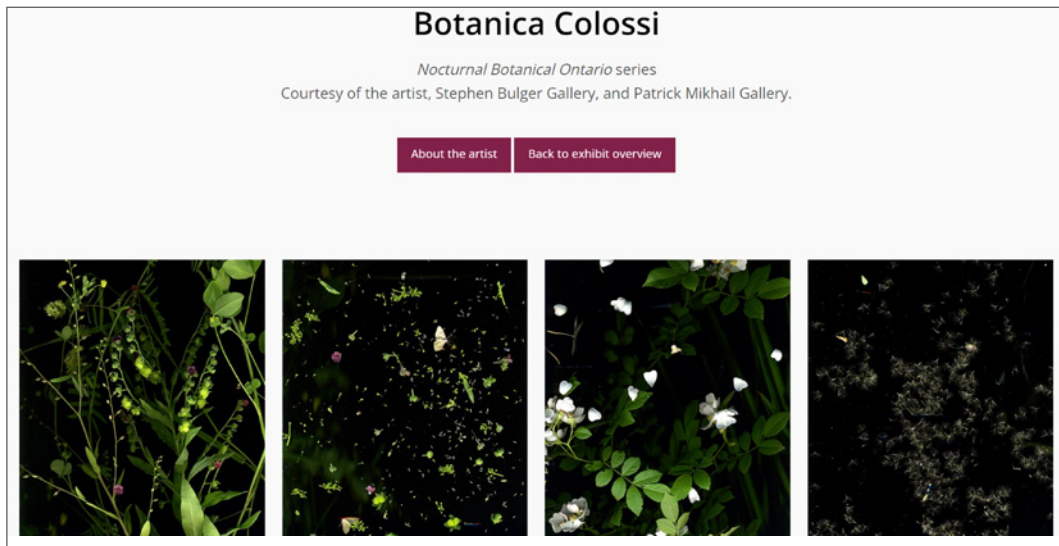 Botanica Colossi
Nocturnal Botanical Ontario series
Courtesy of the artist, Stephen Bulger Gallery, and Patrick Mikhail Gallery.
About the artist
Back to exhibit overview